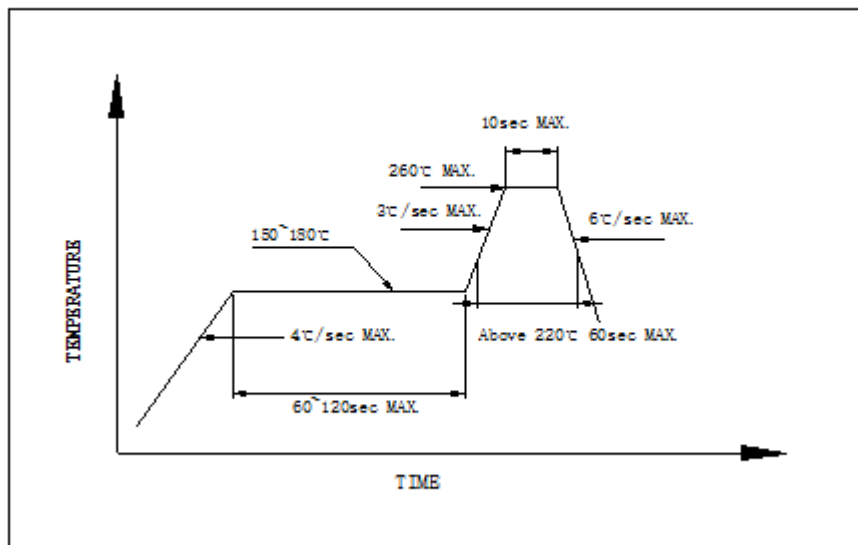 10sec MAX.
260℃ MAX.
3℃/sec MAX.
6℃/sec MAX.
150~180℃
TEMPERATURE
4℃/sec MAX.
Above 220℃ 60sec MAX.
60~120sec MAX.
TIME